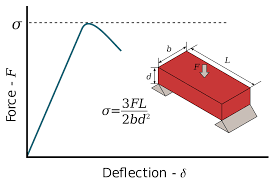 σ
Force - F
b
L
d
F
σ=3FL/2bd²
Deflection - δ